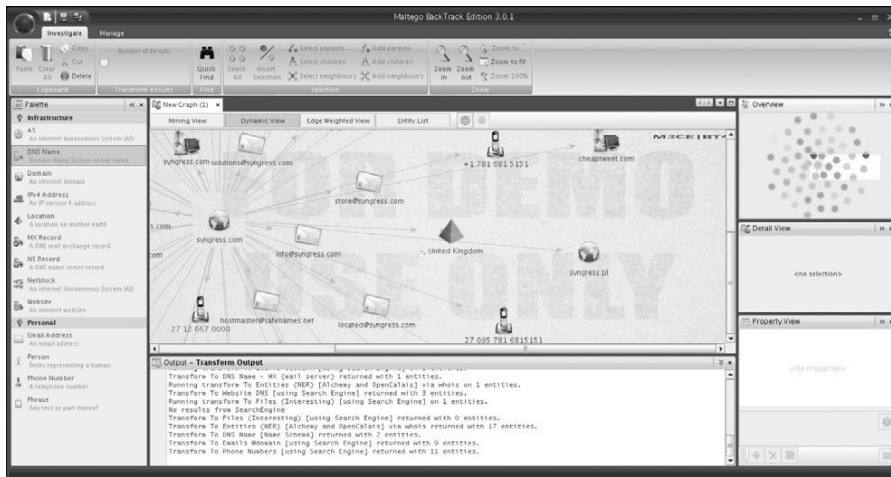 Maltego BackTrack Edition 3.0.1
Investigate
Manage
Paste
Clear All
Copy
Cut
Delete
Clipboard
Number of Results
Transform Results
Quick Find
Find
Select All
Invert Selection
Select parents
Select children
Select neighbours
Add parents
Add children
Add neighbours
Selection
Zoom in
Zoom out
Zoom to
Zoom to fit
Zoom 100%
Zoom
Palette
Infrastructure
AS
An internet Autonomous System (AS)
DNS Name
Domain Name System server name
Domain
An internet domain
IPv4 Address
An IP version 4 address
Location
A location on mother earth
MX Record
A DNS mail exchange record
NS Record
A DNS name server record
Netblock
An internet Autonomous System (AS)
Website
An internet website
Personal
Email Address
An email address
Person
Entity representing a human
Phone Number
A telephone number
Phrase
Any text or part thereof
New Graph (1)
Mining View
Dynamic View
Edge Weighted View
Entity List
FOR DEMO
USE ONLY
syngress.com
solutions@syngress.com
+1 781 681 5151
cheaptweet.com
store@syngress.com
s.com,
syngress.com
com
info@syngress.com
-, United Kingdom
syngress.pl
27 12 667 0000
hostmaster@safenames.net
located@syngress.com
27 095 781 6815151
Output - Transform Output
Transform To DNS Name - MX (mail server) returned with 1 entities.
Running transform To Entities (NER) [Alchemy and OpenCalais] via whois on 1 entities.
Transform To Website DNS [using Search Engine] returned with 3 entities.
Running transform To Files (Interesting) [using Search Engine] on 1 entities.
No results from SearchEngine
Transform To Files (Interesting) [using Search Engine] returned with 0 entities.
Transform To Entities (NER) [Alchemy and OpenCalais] via whois returned with 17 entities.
Transform To DNS Name [Name Schema] returned with 2 entities.
Transform To Emails @domain [using Search Engine] returned with 9 entities.
Transform To Phone Numbers [using Search Engine] returned with 11 entities.
Overview
Detail View
<no selection>
Property View
<No Properties>